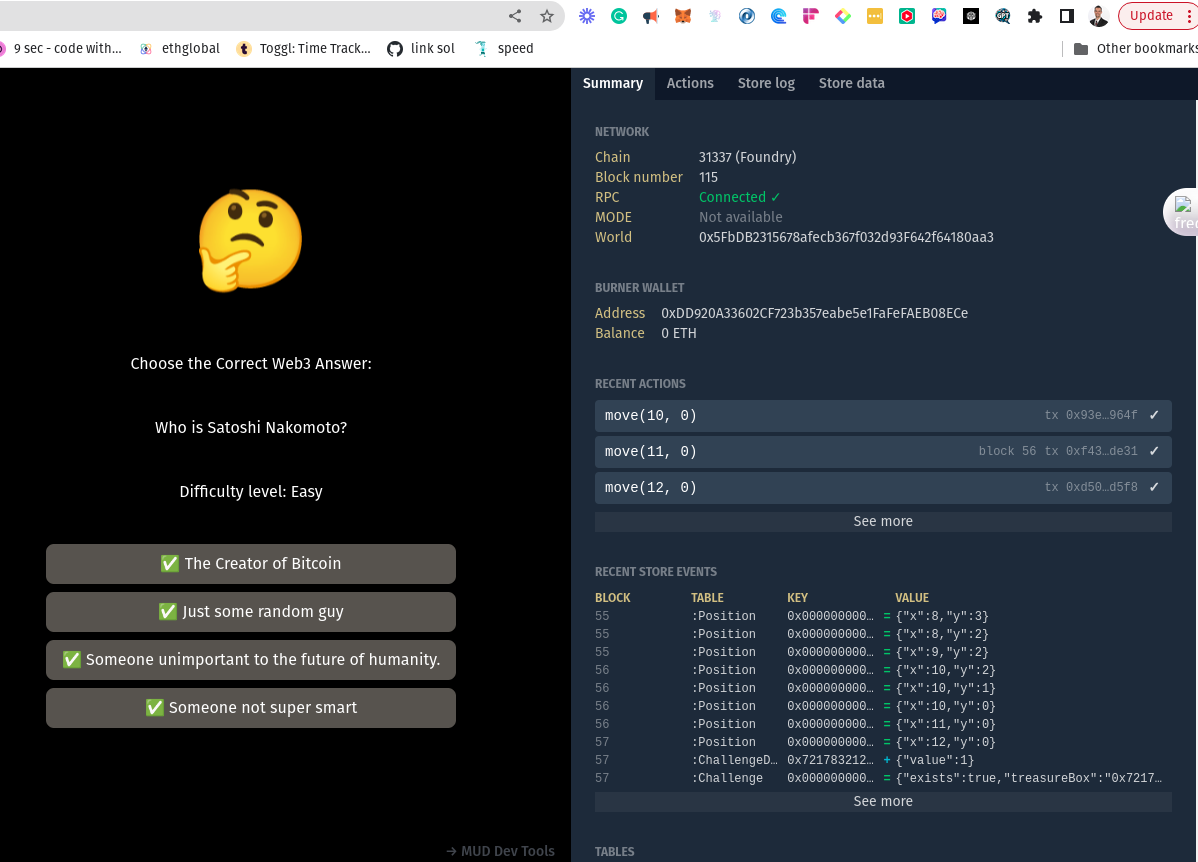 Update
9 sec - code with...
ethglobal
Toggl: Time Track...
link sol
speed
Other bookmarks
Summary
Actions
Store log
Store data
Choose the Correct Web3 Answer:
Who is Satoshi Nakomoto?
Difficulty level: Easy
✅ The Creator of Bitcoin
✅ Just some random guy
✅ Someone unimportant to the future of humanity.
✅ Someone not super smart
→ MUD Dev Tools
NETWORK
Chain 31337 (Foundry)
Block number 115
RPC Connected ✓
MODE Not available
World 0x5FbDB2315678afecb367f032d93F642f64180aa3
BURNER WALLET
Address 0xDD920A33602CF723b357eabe5e1FaFeFAEB08ECe
Balance 0 ETH
RECENT ACTIONS
move(10, 0) tx 0x93e…964f ✓
move(11, 0) block 56 tx 0xf43…de31 ✓
move(12, 0) tx 0xd50…d5f8 ✓
See more
RECENT STORE EVENTS
BLOCK TABLE KEY VALUE
55 :Position 0x000000000… = {"x":8,"y":3}
55 :Position 0x000000000… = {"x":8,"y":2}
55 :Position 0x000000000… = {"x":9,"y":2}
56 :Position 0x000000000… = {"x":10,"y":2}
56 :Position 0x000000000… = {"x":10,"y":1}
56 :Position 0x000000000… = {"x":10,"y":0}
56 :Position 0x000000000… = {"x":11,"y":0}
57 :Position 0x000000000… = {"x":12,"y":0}
57 :ChallengeD… 0x721783212… + {"value":1}
57 :Challenge 0x000000000… = {"exists":true,"treasureBox":"0x7217…
See more
TABLES